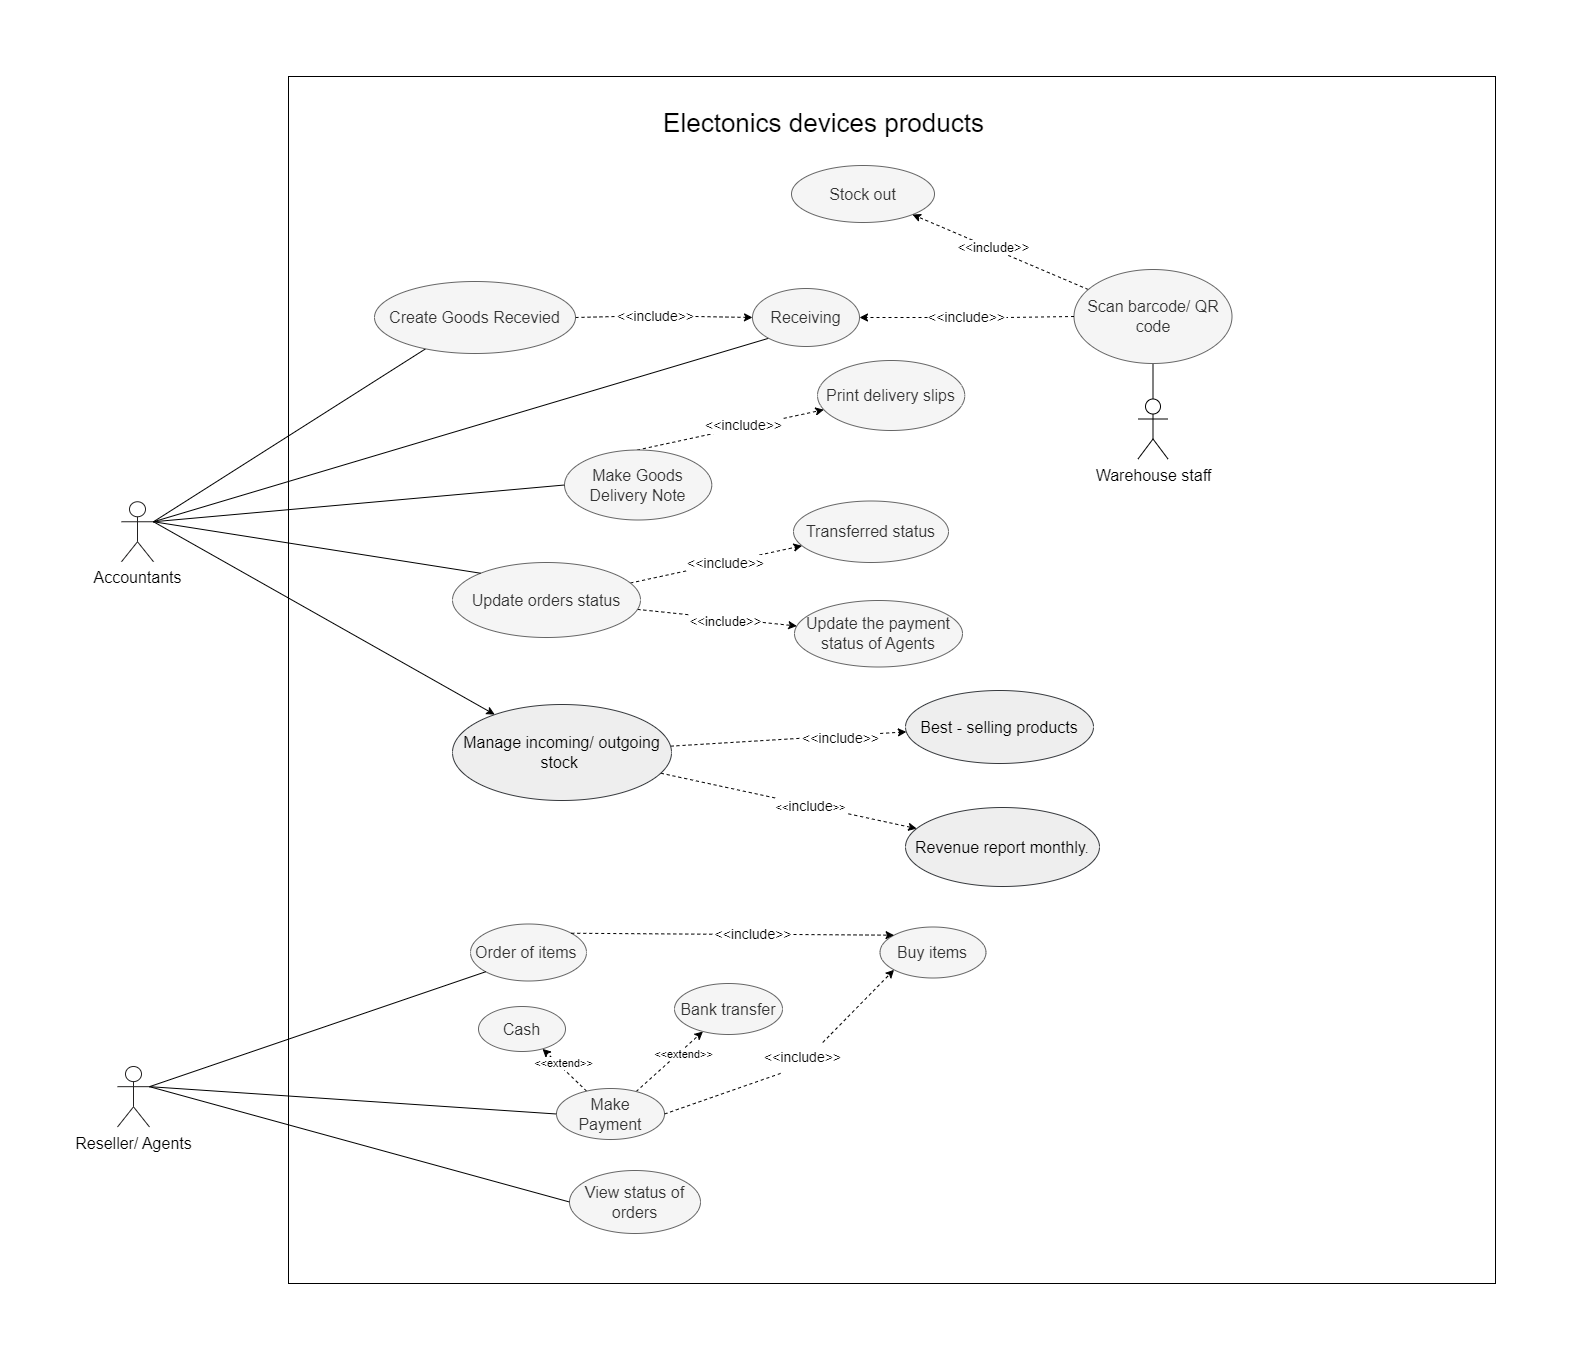 Electonics devices products
Stock out
<<include>>
Create Goods Recevied
<<include>>
Receiving
<<include>>
Scan barcode/ QR
code
Print delivery slips
<<include>>
Make Goods
Delivery Note
Warehouse staff
Accountants
Transferred status
<<include>>
Update orders status
<<include>>
Update the payment
status of Agents
Manage incoming/ outgoing
stock
<<include>>
Best - selling products
<<include>>
Revenue report monthly.
Order of items
<<include>>
Buy items
Cash
Bank transfer
<<extend>>
<<extend>>
<<include>>
Make
Payment
Reseller/ Agents
View status of
orders